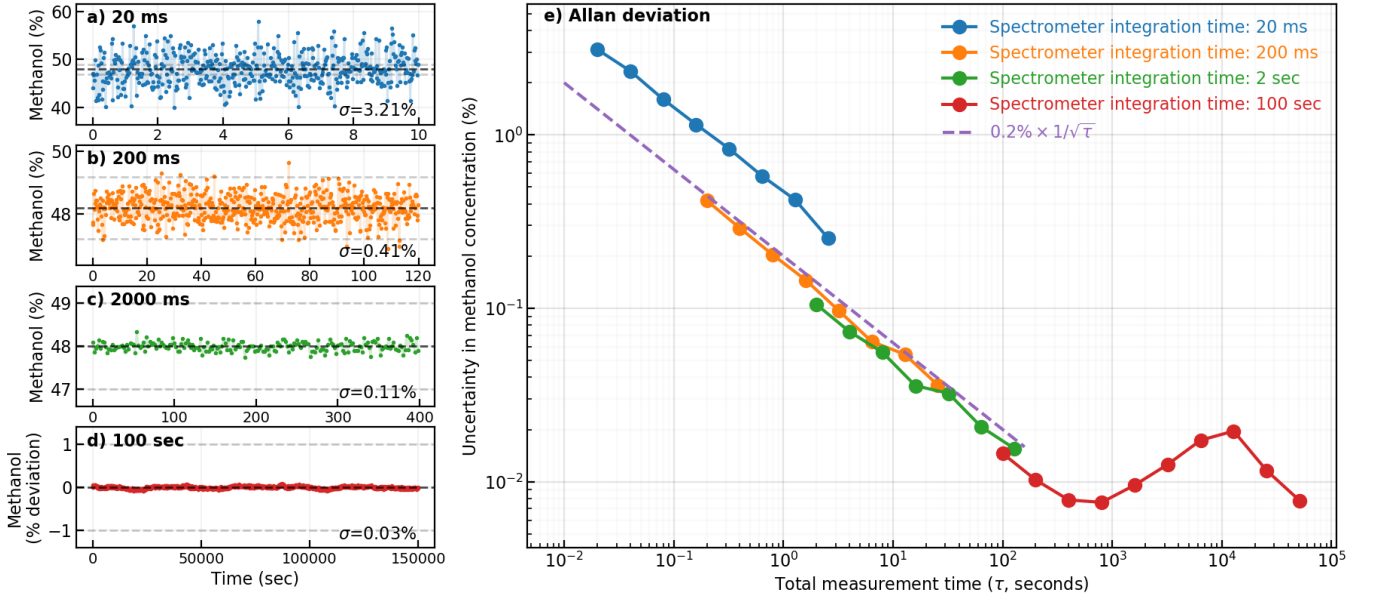 a) 20 ms
Methanol (%)
60
50
40
σ=3.21%
0 2 4 6 8 10
b) 200 ms
Methanol (%)
50
48
σ=0.41%
0 20 40 60 80 100 120
c) 2000 ms
Methanol (%)
49
48
47
σ=0.11%
0 100 200 300 400
d) 100 sec
Methanol
(% deviation)
1
0
−1
σ=0.03%
0 50000 100000 150000
Time (sec)
e) Allan deviation
Spectrometer integration time: 20 ms
Spectrometer integration time: 200 ms
Spectrometer integration time: 2 sec
Spectrometer integration time: 100 sec
0.2% × 1/√τ
Uncertainty in methanol concentration (%)
10⁰
10⁻¹
10⁻²
10⁻² 10⁻¹ 10⁰ 10¹ 10² 10³ 10⁴ 10⁵
Total measurement time (τ, seconds)